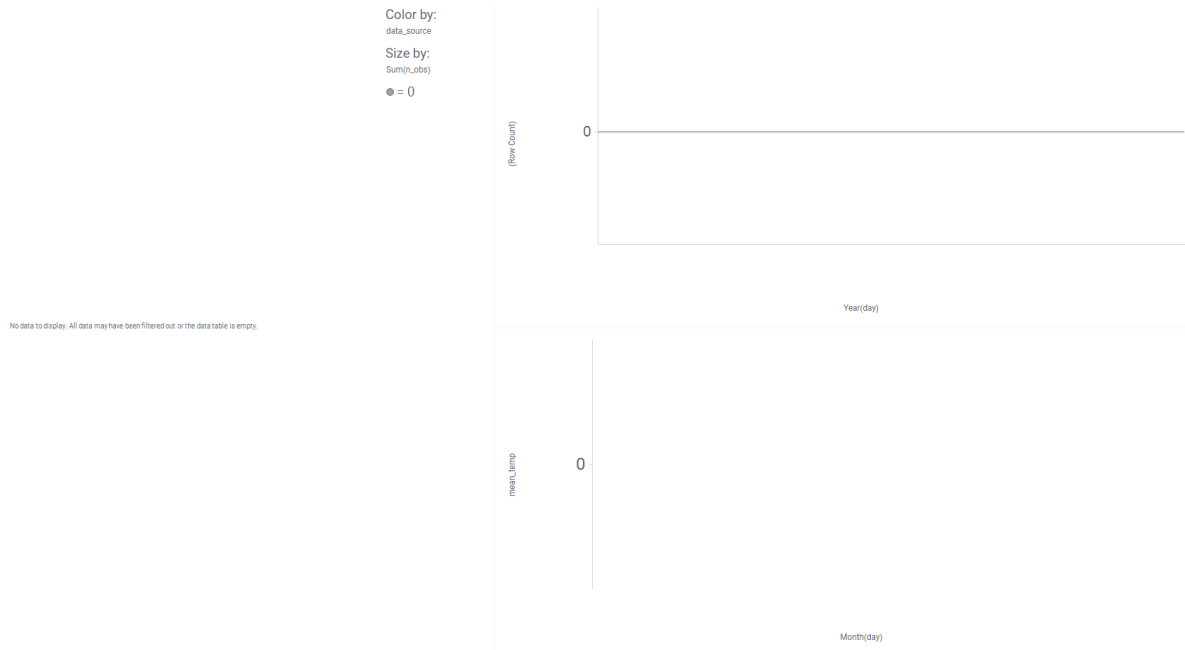 Color by:
data_source
Size by:
Sum(n_obs)
= 0
No data to display. All data may have been filtered out or the data table is empty.
(Row Count)
0
Year(day)
mean_temp
0
Month(day)